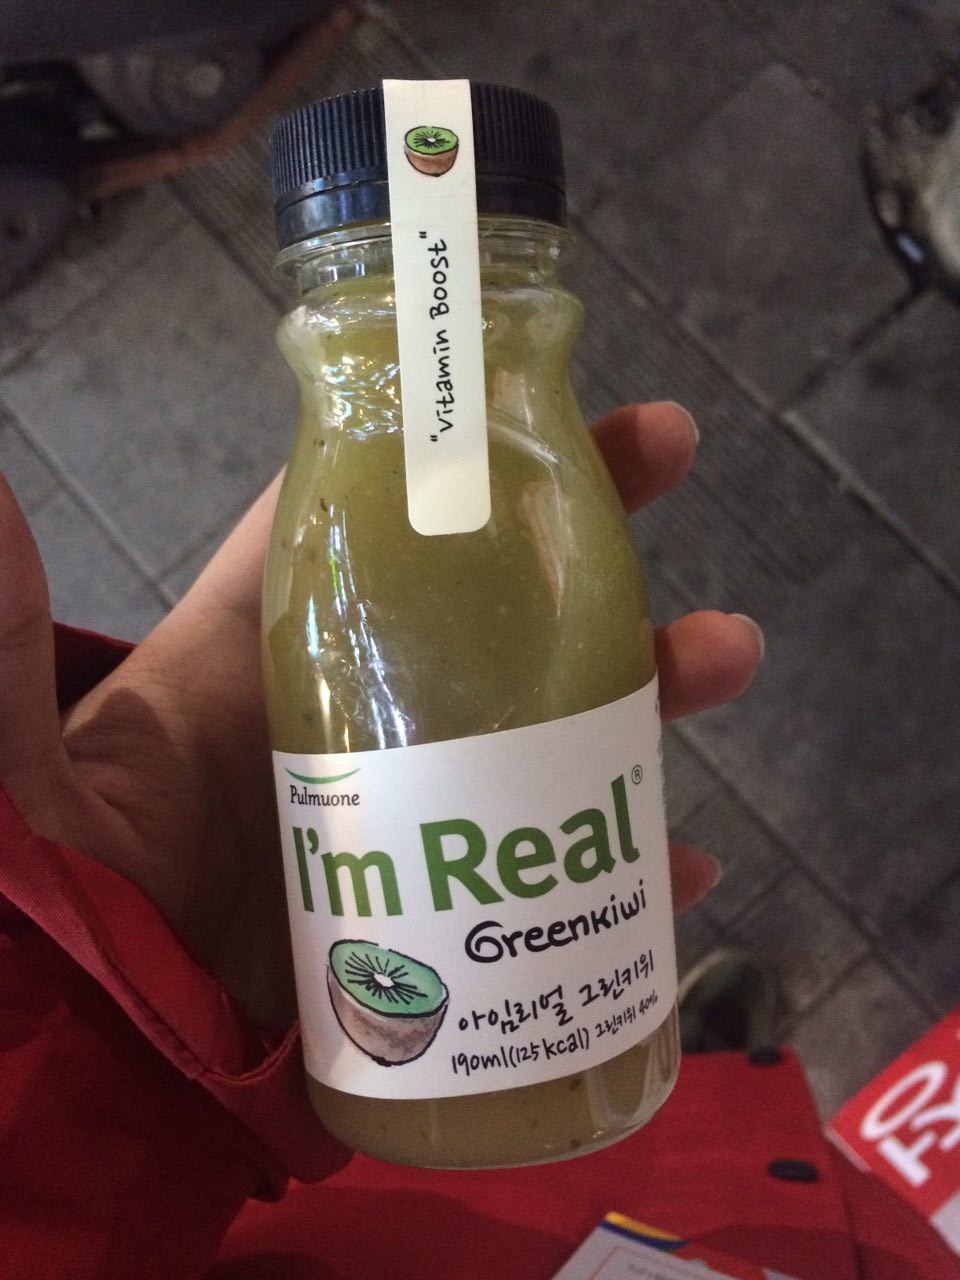 "Vitamin Boost"
Pulmuone
I'm Real®
Greenkiwi
아임리얼 그린키위
190ml(125kcal) 그린키위 40%